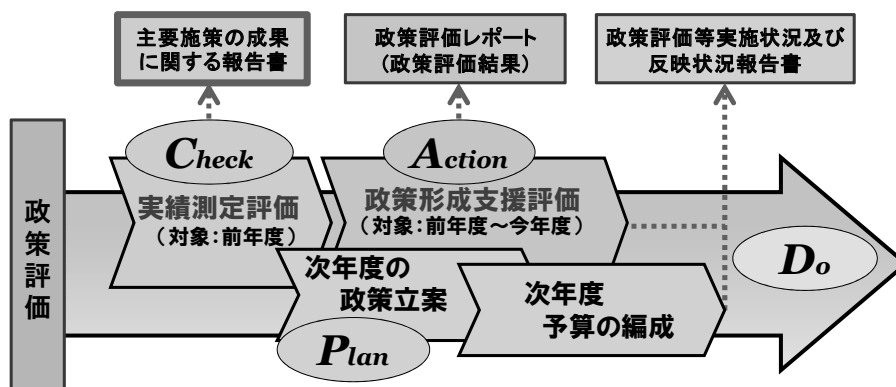 主要施策の成果
に関する報告書
政策評価レポート
(政策評価結果)
政策評価等実施状況及び
反映状況報告書
政策評価
Check
Action
実績測定評価
(対象:前年度)
政策形成支援評価
(対象:前年度~今年度)
Do
次年度の
政策立案
次年度
予算の編成
Plan